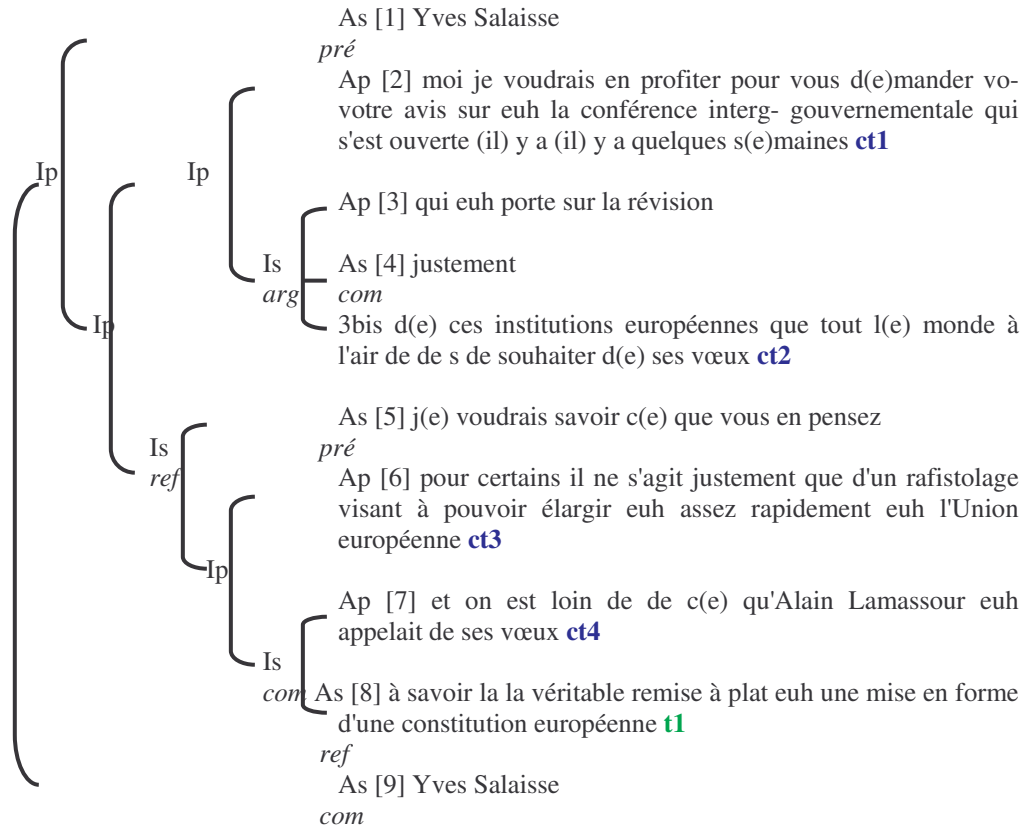 As [1] Yves Salaisse
pré
Ap [2] moi je voudrais en profiter pour vous d(e)mander vo-
votre avis sur euh la conférence interg- gouvernementale qui
s'est ouverte (il) y a (il) y a quelques s(e)maines ct1
Ip
Ip
Ap [3] qui euh porte sur la révision
Is
As [4] justement
arg
com
Ip
3bis d(e) ces institutions européennes que tout l(e) monde à
l'air de de s de souhaiter d(e) ses vœux ct2
As [5] j(e) voudrais savoir c(e) que vous en pensez
Is
pré
ref
Ap [6] pour certains il ne s'agit justement que d'un rafistolage
visant à pouvoir élargir euh assez rapidement euh l'Union
européenne ct3
Ip
Ap [7] et on est loin de de c(e) qu'Alain Lamassour euh
appelait de ses vœux ct4
Is
com As [8] à savoir la la véritable remise à plat euh une mise en forme
d'une constitution européenne t1
ref
As [9] Yves Salaisse
com